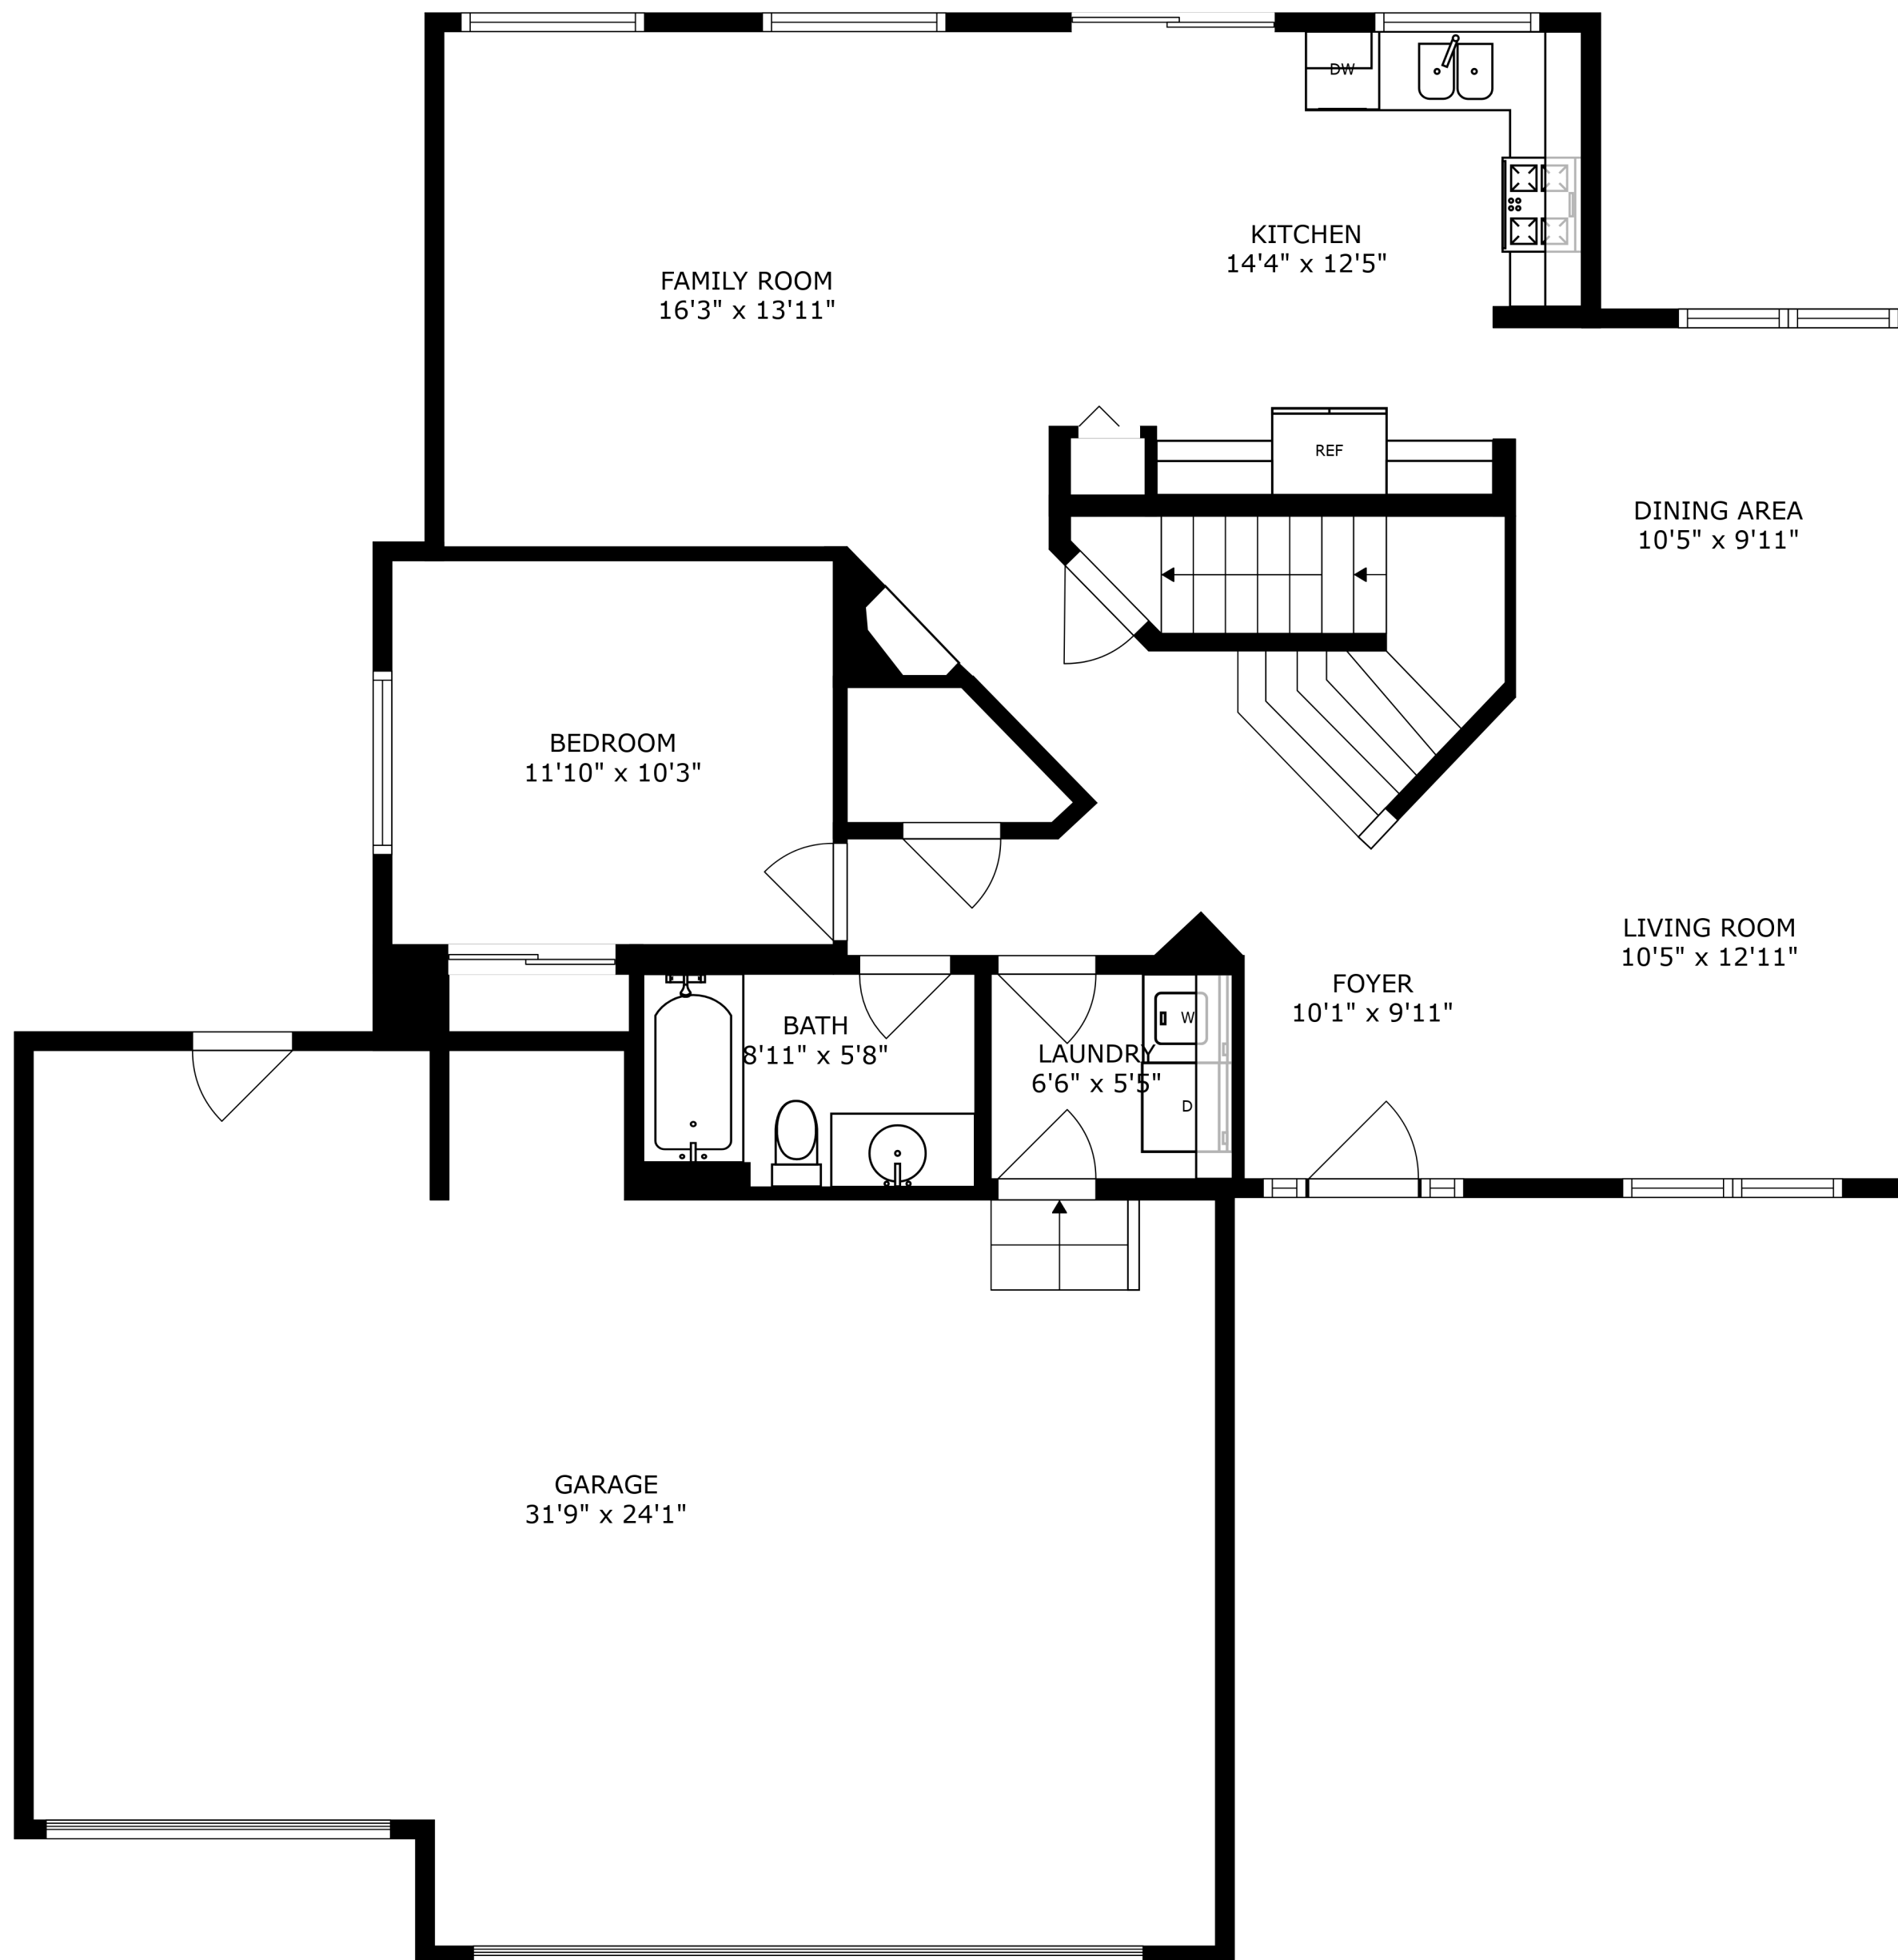 DW
KITCHEN
14'4" x 12'5"
FAMILY ROOM
16'3" x 13'11"
REF
DINING AREA
10'5" x 9'11"
BEDROOM
11'10" x 10'3"
LIVING ROOM
10'5" x 12'11"
FOYER
10'1" x 9'11"
BATH
8'11" x 5'8"
W
LAUNDRY
6'6" x 5'5"
D
GARAGE
31'9" x 24'1"